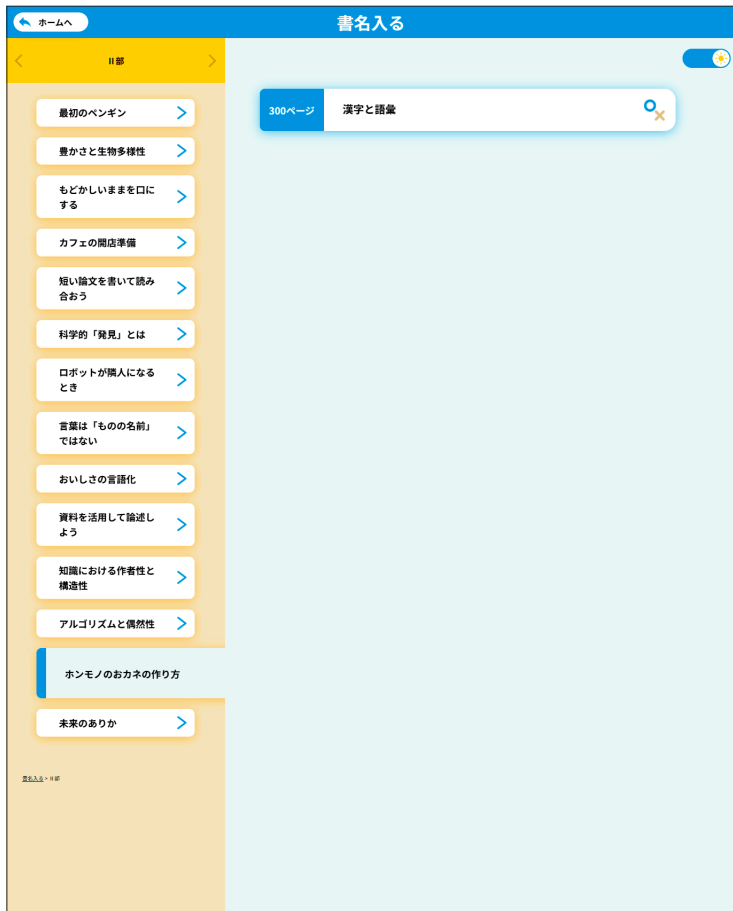 ホームへ
書名入る
Ⅱ部
最初のペンギン
豊かさと生物多様性
もどかしいままを口に
する
カフェの開店準備
短い論文を書いて読み
合おう
科学的「発見」とは
ロボットが隣人になる
とき
言葉は「ものの名前」
ではない
おいしさの言語化
資料を活用して論述し
よう
知識における作者性と
構造性
アルゴリズムと偶然性
ホンモノのおカネの作り方
未来のありか
書名入る > Ⅱ部
300ページ
漢字と語彙